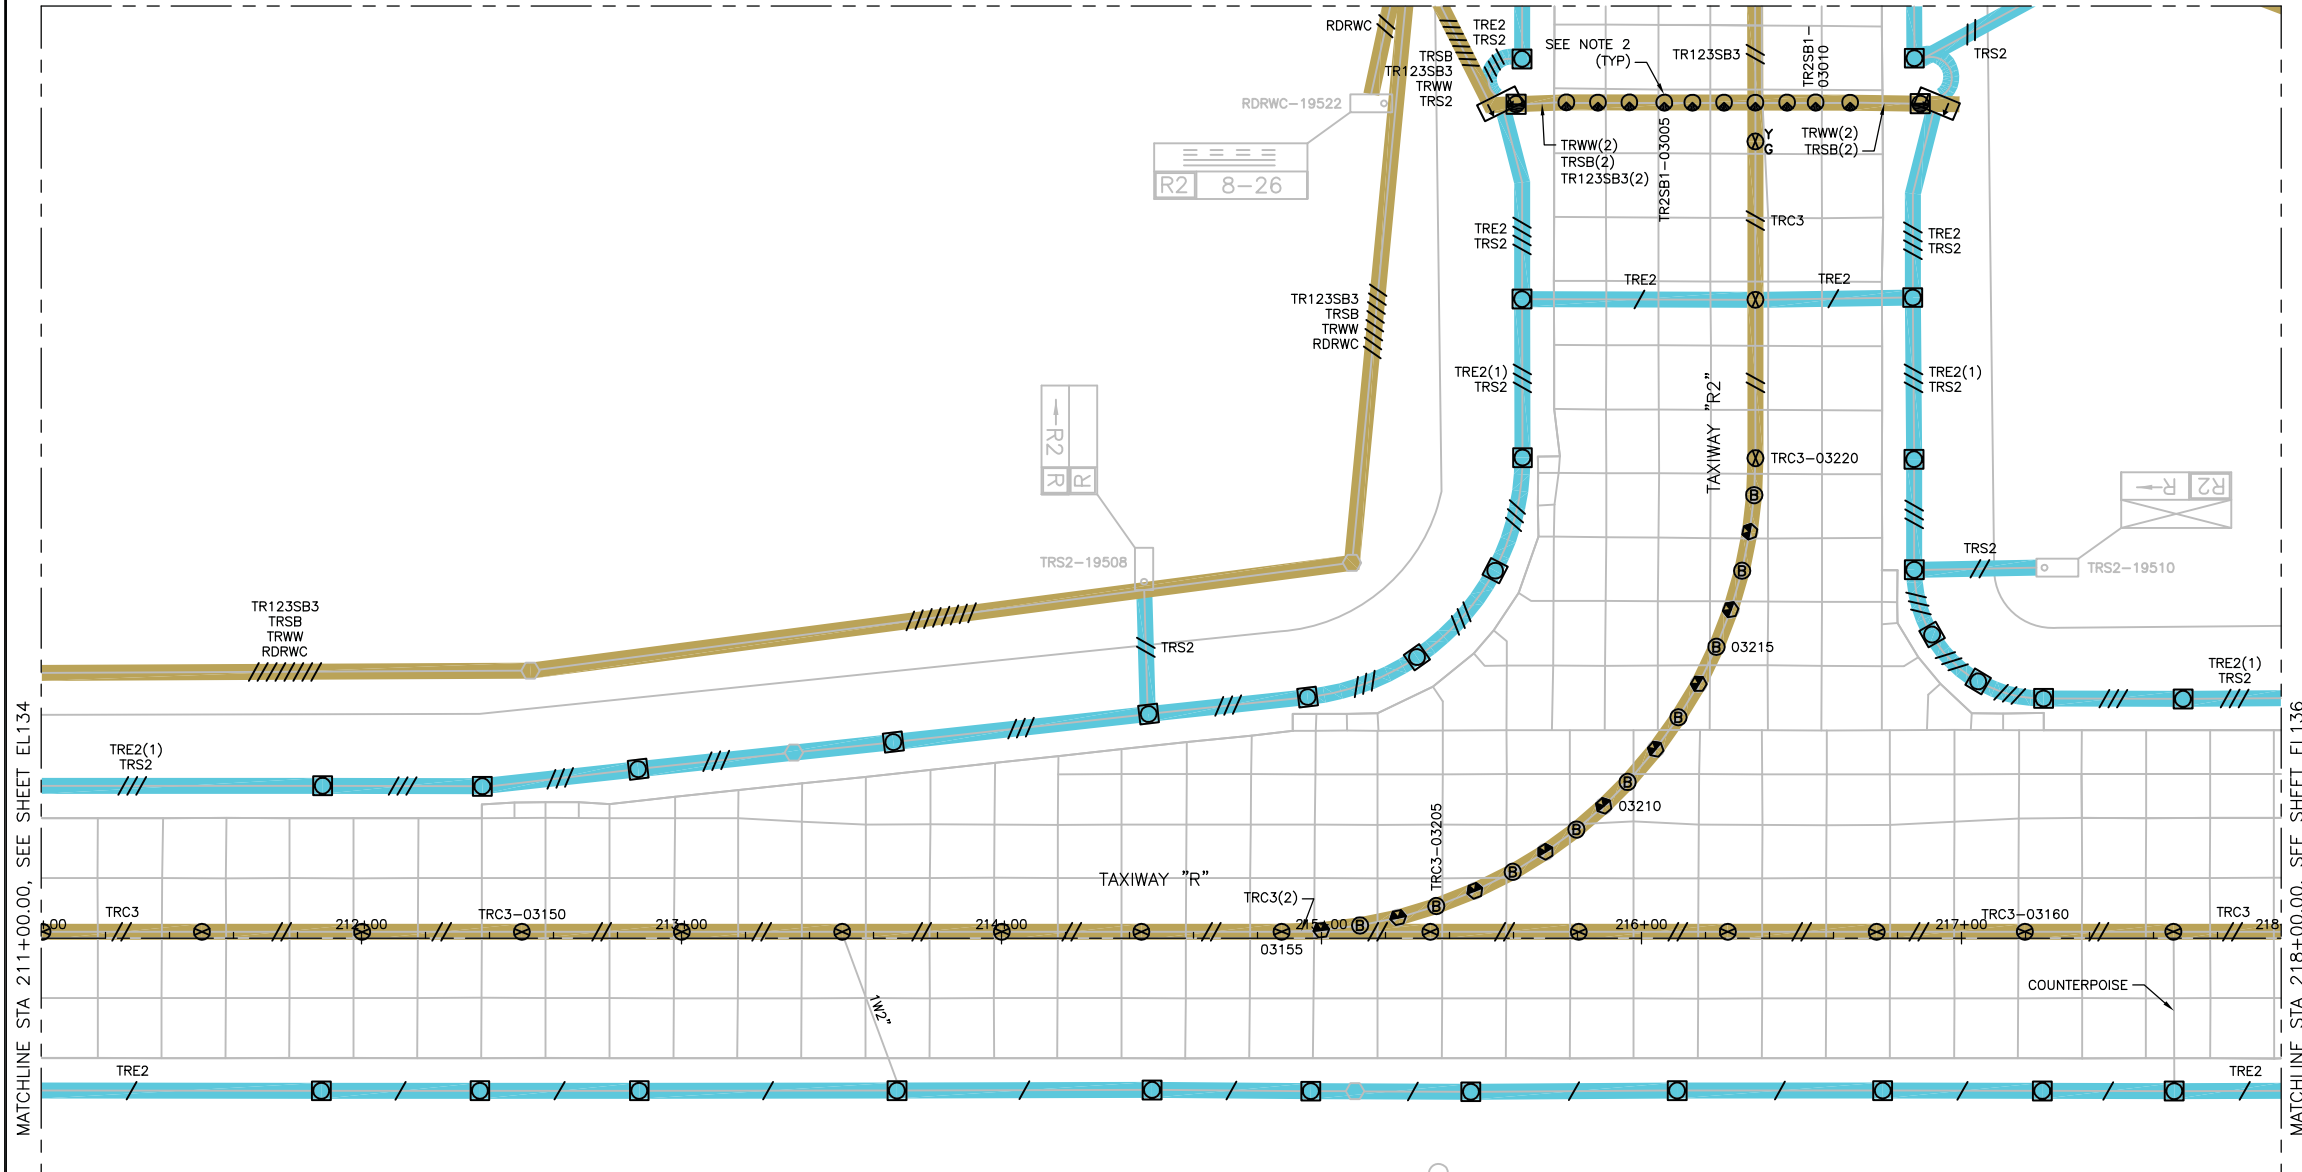 RDRWC
TRE2
TRS2
TRSB
TR123SB3
TRWW
TRS2
SEE NOTE 2
(TYP)
TR123SB3
TR2SB1-
03010
TRS2
RDRWC-19522
R2 8-26
TRWW(2)
TRSB(2)
TR123SB3(2)
TR2SB1-03005
Y
G
TRWW(2)
TRSB(2)
TRE2
TRS2
TRC3
TRE2
TRS2
TRE2
TRE2
TR123SB3
TRSB
TRWW
RDRWC
TRE2(1)
TRS2
TAXIWAY "R2"
TRE2(1)
TRS2
←R2 R
R
TRC3-03220
R2 R→
TRS2-19508
TRS2
TRS2-19510
TR123SB3
TRSB
TRWW
RDRWC
TRS2
B
B
B
03215
TRE2(1)
TRS2
TRE2(1)
TRS2
B
B
03210
B
B
B
B
TRC3-03205
TAXIWAY "R"
TRC3(2)
TRC3
TRC3-03150
TRC3-03160
TRC3
00
212+00
213+00
214+00
215+00
216+00
217+00
218
03155
1W2"
COUNTERPOISE
TRE2
TRE2
MATCHLINE STA 211+00.00, SEE SHEET EL134
MATCHLINE STA 218+00.00, SEE SHEET EL136